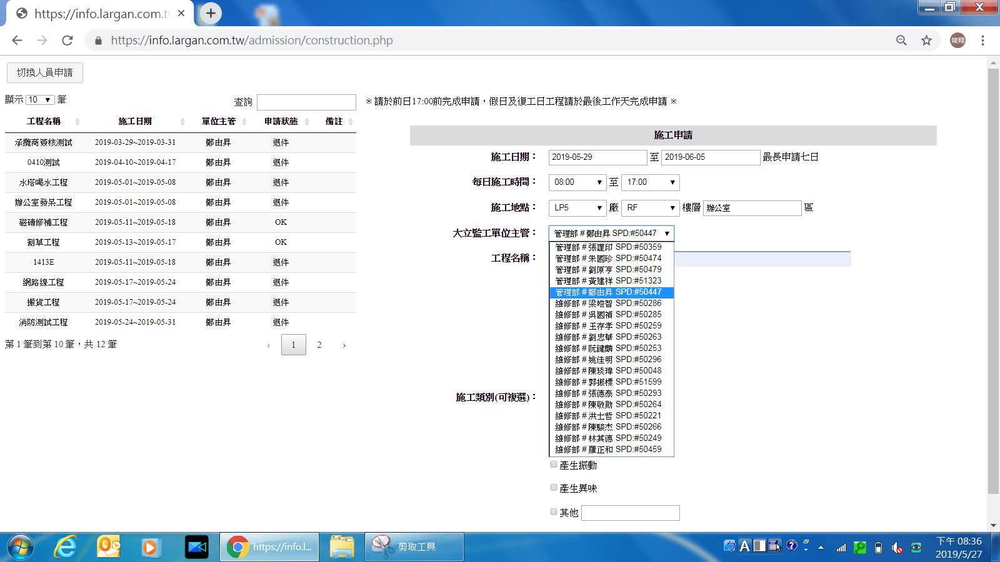 https://info.largan.com.t
https://info.largan.com.tw/admission/construction.php
竣翔
切換人員申請
顯示 10 筆
查詢
工程名稱 施工日期 單位主管 申請狀態 備註
承攬商簽核測試 2019-03-29~2019-03-31 鄭由昇 退件
0410測試 2019-04-10~2019-04-17 鄭由昇 退件
水塔喝水工程 2019-05-01~2019-05-08 鄭由昇 退件
辦公室發呆工程 2019-05-01~2019-05-08 鄭由昇 退件
磁磚修補工程 2019-05-11~2019-05-18 鄭由昇 OK
割草工程 2019-05-13~2019-05-17 鄭由昇 OK
1413E 2019-05-11~2019-05-18 鄭由昇 退件
網路線工程 2019-05-17~2019-05-24 鄭由昇 退件
搬貨工程 2019-05-17~2019-05-24 鄭由昇 退件
消防測試工程 2019-05-24~2019-05-31 鄭由昇 退件
第 1 筆到第 10 筆，共 12 筆
‹ 1 2 ›
※ 請於前日17:00前完成申請，假日及復工日工程請於最後工作天完成申請 ※
施工申請
施工日期： 2019-05-29 至 2019-06-05 最長申請七日
每日施工時間： 08:00 至 17:00
施工地點： LP5 廠 RF 樓層 辦公室 區
大立監工單位主管： 管理部 # 鄭由昇 SPD:#50447
工程名稱：
管理部 # 張謹印 SPD:#50359
管理部 # 朱國珍 SPD:#50474
管理部 # 劉原亨 SPD:#50479
管理部 # 黃建祥 SPD:#51323
管理部 # 鄭由昇 SPD:#50447
維修部 # 梁竣智 SPD:#50286
維修部 # 吳國禎 SPD:#50285
維修部 # 王存孝 SPD:#50259
維修部 # 劉忠華 SPD:#50263
維修部 # 阮鍵麟 SPD:#50253
維修部 # 姚佳明 SPD:#50296
維修部 # 陳琰瑋 SPD:#50048
維修部 # 郭振標 SPD:#51599
維修部 # 張德泰 SPD:#50293
維修部 # 陳敬勛 SPD:#50264
維修部 # 洪士哲 SPD:#50221
維修部 # 陳駿杰 SPD:#50266
維修部 # 林其德 SPD:#50249
維修部 # 羅正和 SPD:#50459
施工類別(可複選)：
產生振動
產生異味
其他
https://info.l...
剪取工具
下午 08:36
2019/5/27